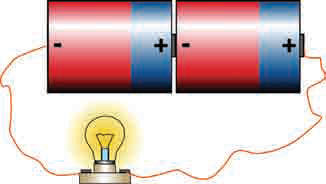 - + - +